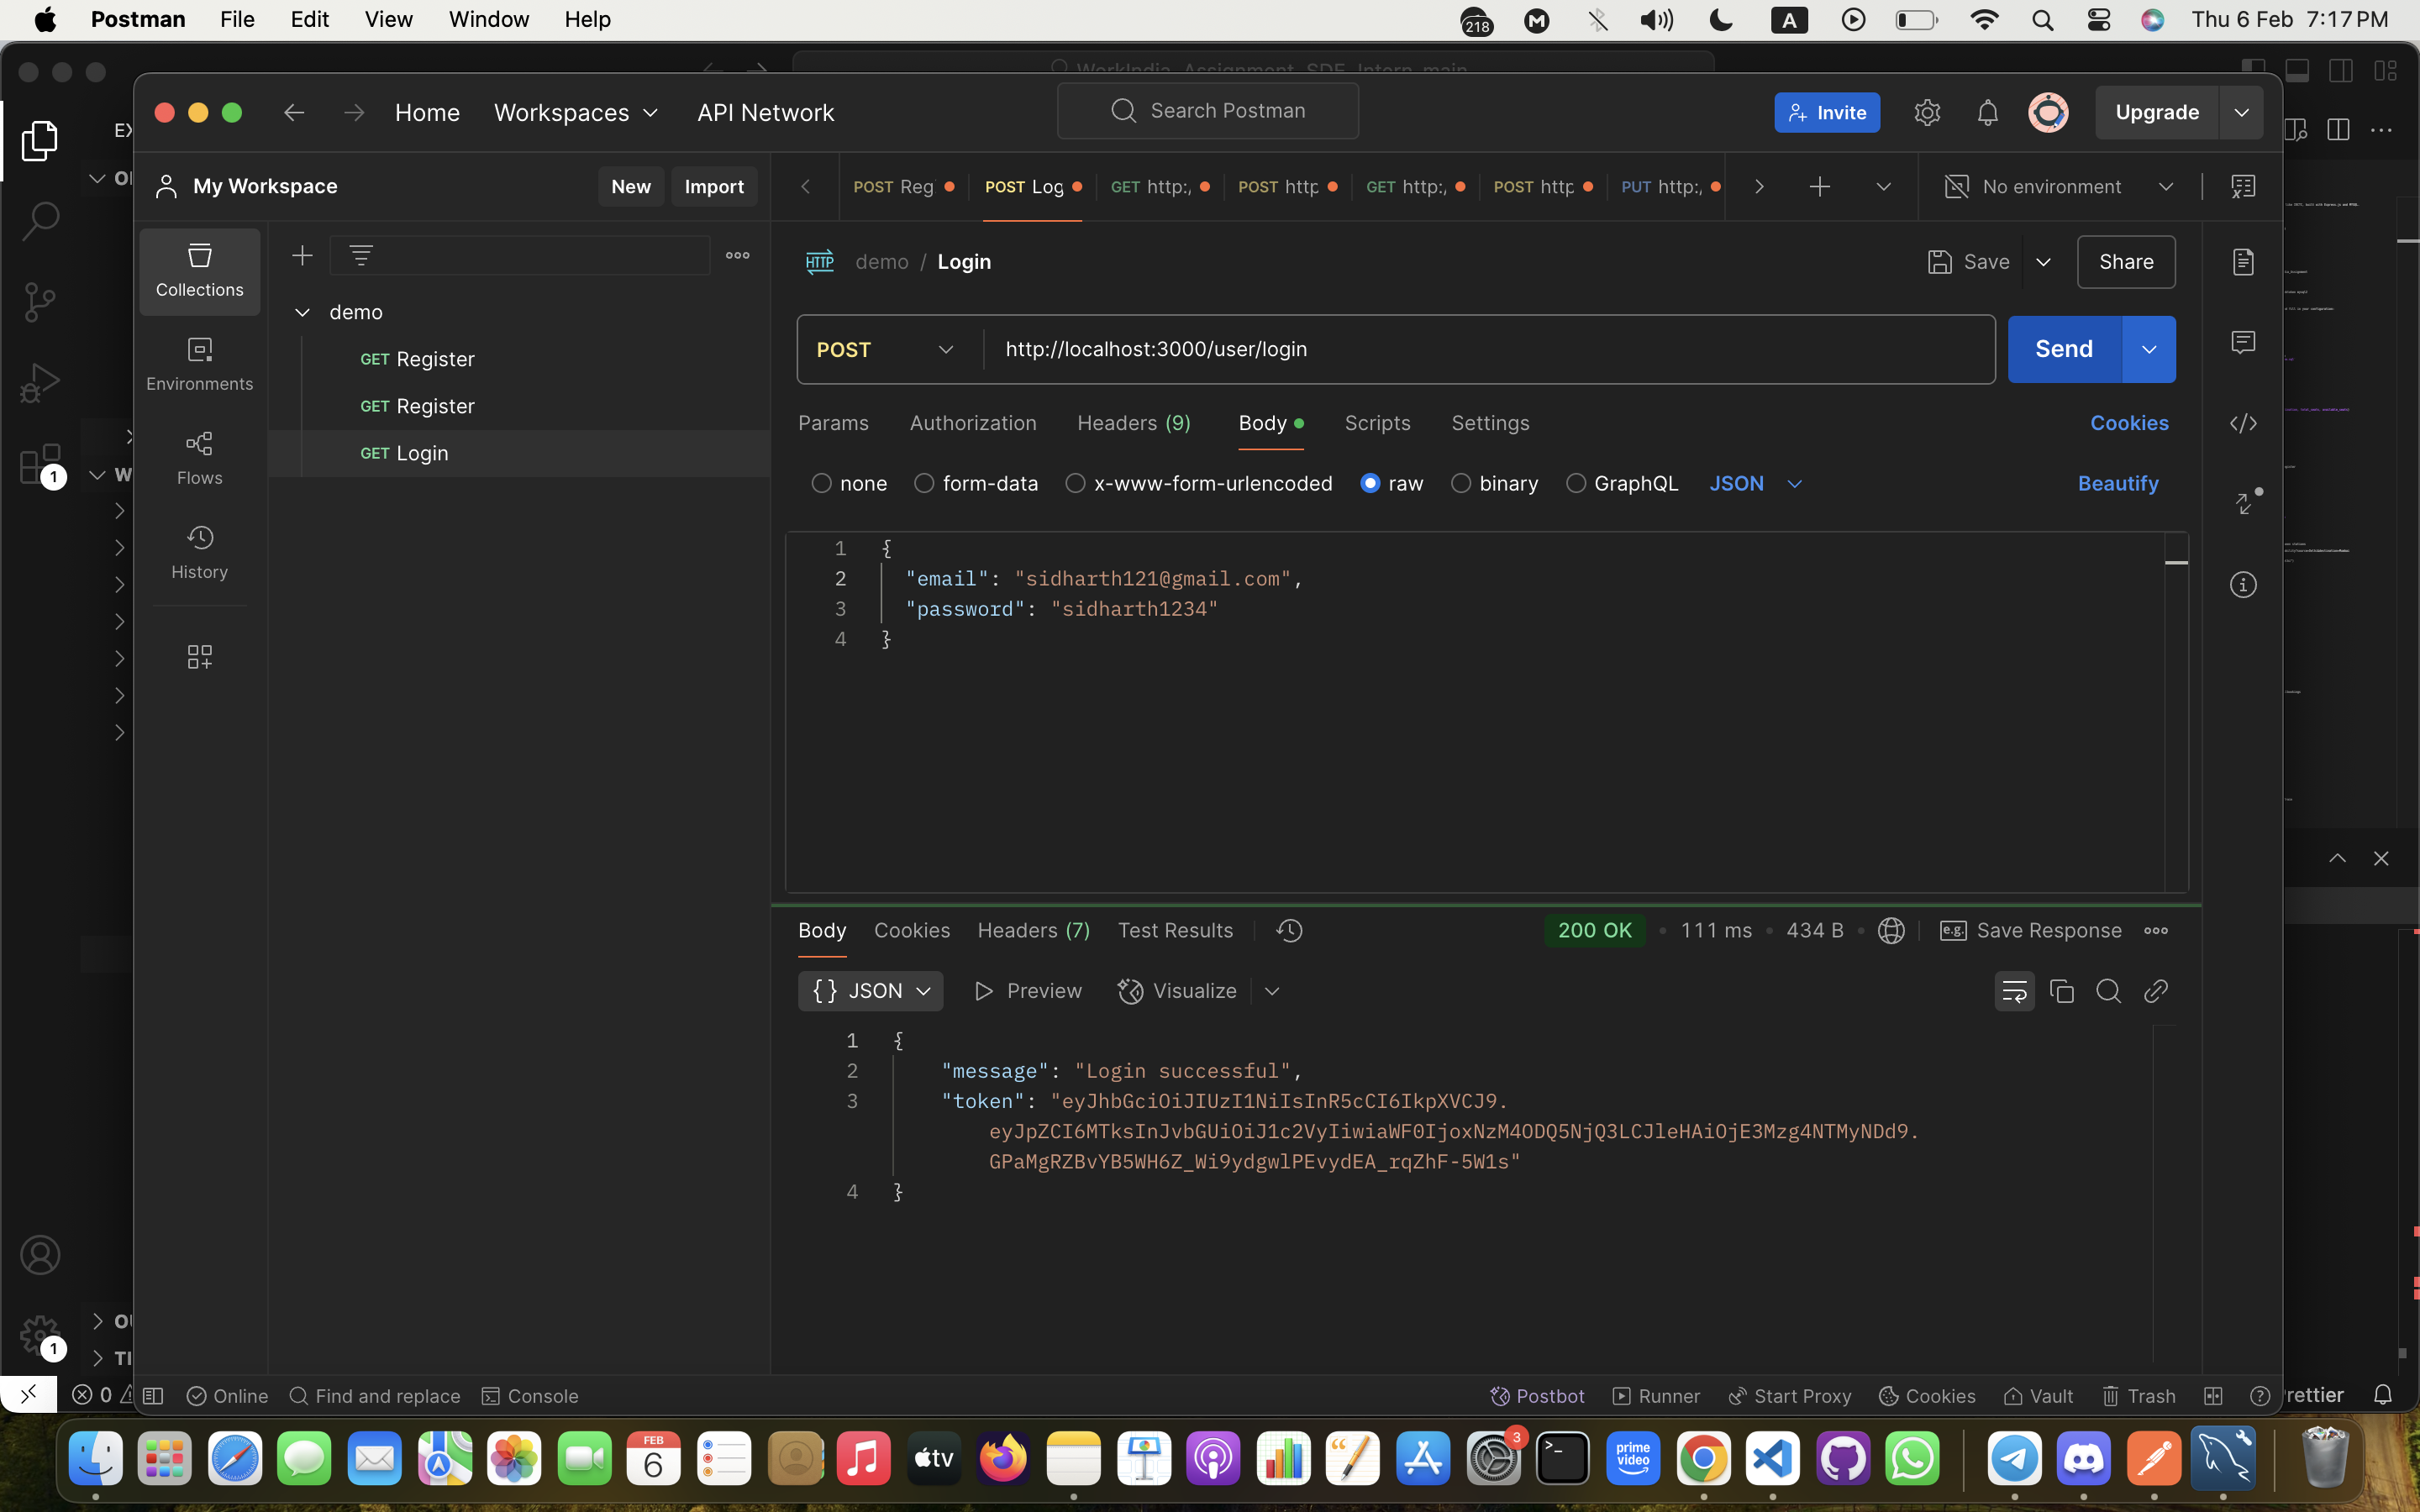 Postman File Edit View Window Help
218
A
Thu 6 Feb 7:17 PM
WorkIndia_Assignment_SDE_Intern_main
Home Workspaces API Network
Search Postman
Invite
Upgrade
My Workspace
New Import
POST Reg
POST Log
GET http:/
POST http
GET http:/
POST http
PUT http:/
No environment
Collections
Environments
Flows
History
demo
GET Register
GET Register
GET Login
HTTP demo / Login
Save
Share
POST http://localhost:3000/user/login
Send
Params Authorization Headers (9) Body Scripts Settings
Cookies
none form-data x-www-form-urlencoded raw binary GraphQL JSON
Beautify
1 {
2 "email": "sidharth121@gmail.com",
3 "password": "sidharth1234"
4 }
Body Cookies Headers (7) Test Results
200 OK • 111 ms • 434 B
e.g. Save Response
{} JSON Preview Visualize
1 {
2 "message": "Login successful",
3 "token": "eyJhbGciOiJIUzI1NiIsInR5cCI6IkpXVCJ9.
eyJpZCI6MTksInJvbGUiOiJ1c2VyIiwiaWF0IjoxNzM4ODQ5NjQ3LCJleHAiOjE3Mzg4NTMyNDd9.
GPaMgRZBvYB5WH6Z_Wi9ydgwlPEvydEA_rqZhF-5W1s"
4 }
1
1
0
Online Find and replace Console
Postbot Runner Start Proxy Cookies Vault Trash
rettier
FEB
6
tv
3
prime video